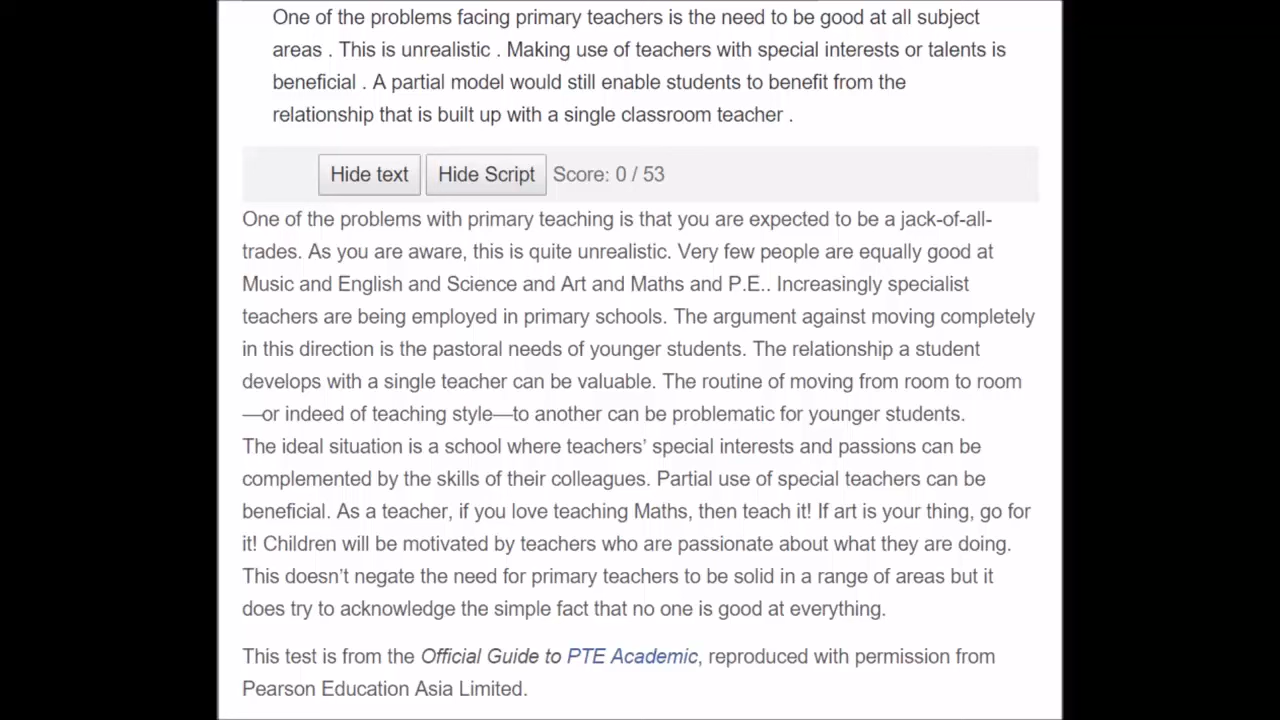 One of the problems facing primary teachers is the need to be good at all subject
areas . This is unrealistic . Making use of teachers with special interests or talents is
beneficial . A partial model would still enable students to benefit from the
relationship that is built up with a single classroom teacher .
Hide text Hide Script Score: 0 / 53
One of the problems with primary teaching is that you are expected to be a jack-of-all-
trades. As you are aware, this is quite unrealistic. Very few people are equally good at
Music and English and Science and Art and Maths and P.E.. Increasingly specialist
teachers are being employed in primary schools. The argument against moving completely
in this direction is the pastoral needs of younger students. The relationship a student
develops with a single teacher can be valuable. The routine of moving from room to room
—or indeed of teaching style—to another can be problematic for younger students.
The ideal situation is a school where teachers’ special interests and passions can be
complemented by the skills of their colleagues. Partial use of special teachers can be
beneficial. As a teacher, if you love teaching Maths, then teach it! If art is your thing, go for
it! Children will be motivated by teachers who are passionate about what they are doing.
This doesn’t negate the need for primary teachers to be solid in a range of areas but it
does try to acknowledge the simple fact that no one is good at everything.
This test is from the Official Guide to PTE Academic, reproduced with permission from
Pearson Education Asia Limited.